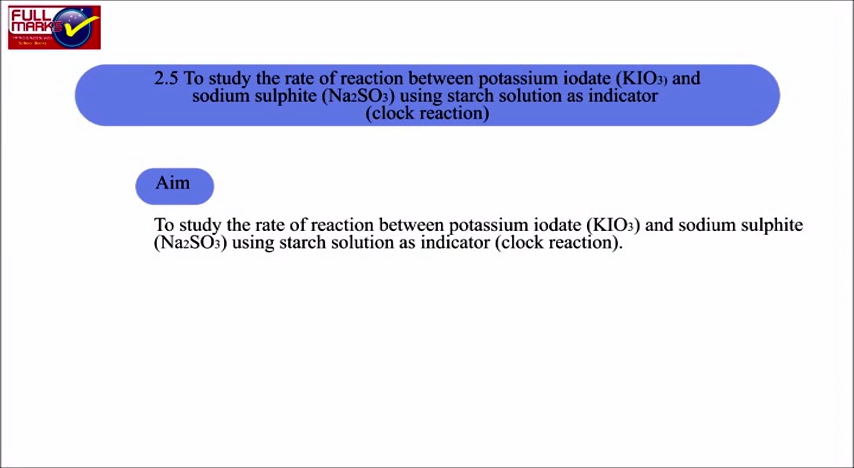 FULL
MARKS
2.5 To study the rate of reaction between potassium iodate (KIO3) and
sodium sulphite (Na2SO3) using starch solution as indicator
(clock reaction)
Aim
To study the rate of reaction between potassium iodate (KIO3) and sodium sulphite
(Na2SO3) using starch solution as indicator (clock reaction).